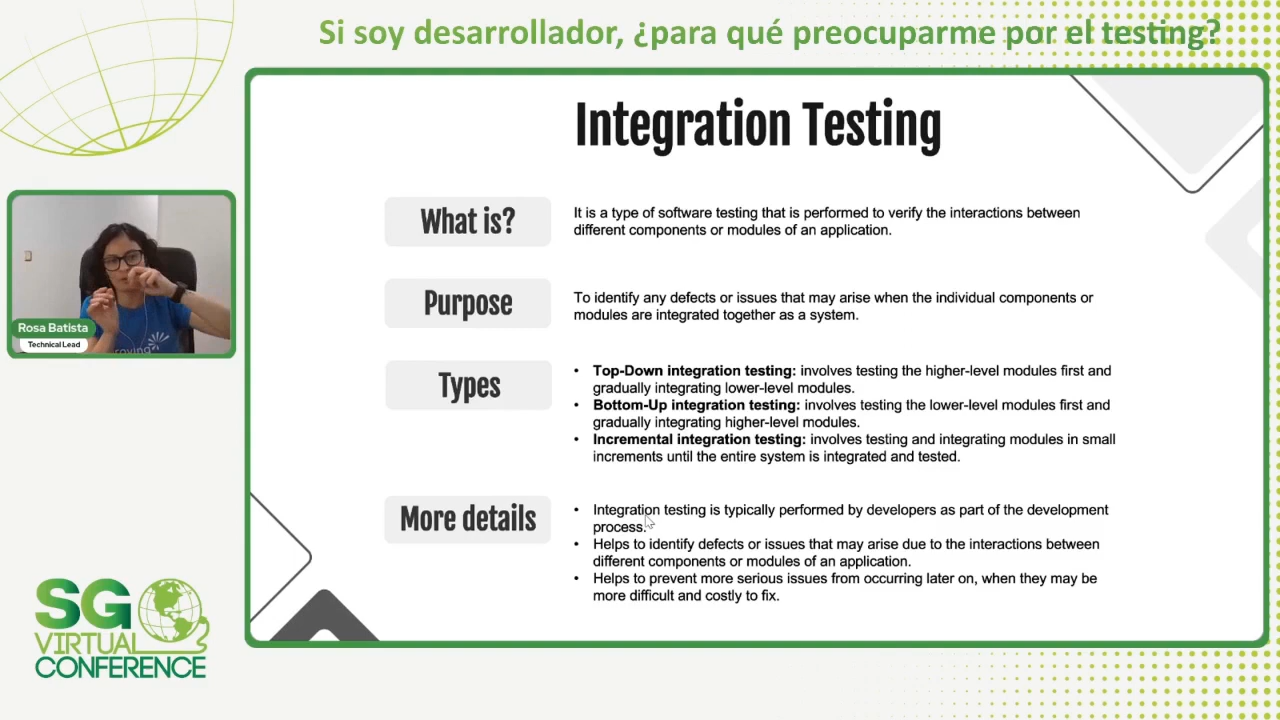 Si soy desarrollador, ¿para qué preocuparme por el testing?
Integration Testing
What is?
It is a type of software testing that is performed to verify the interactions between
different components or modules of an application.
Purpose
To identify any defects or issues that may arise when the individual components or
modules are integrated together as a system.
Types
• Top-Down integration testing: involves testing the higher-level modules first and
gradually integrating lower-level modules.
• Bottom-Up integration testing: involves testing the lower-level modules first and
gradually integrating higher-level modules.
• Incremental integration testing: involves testing and integrating modules in small
increments until the entire system is integrated and tested.
More details
• Integration testing is typically performed by developers as part of the development
process.
• Helps to identify defects or issues that may arise due to the interactions between
different components or modules of an application.
• Helps to prevent more serious issues from occurring later on, when they may be
more difficult and costly to fix.
Rosa Batista
Technical Lead
SG
VIRTUAL
CONFERENCE